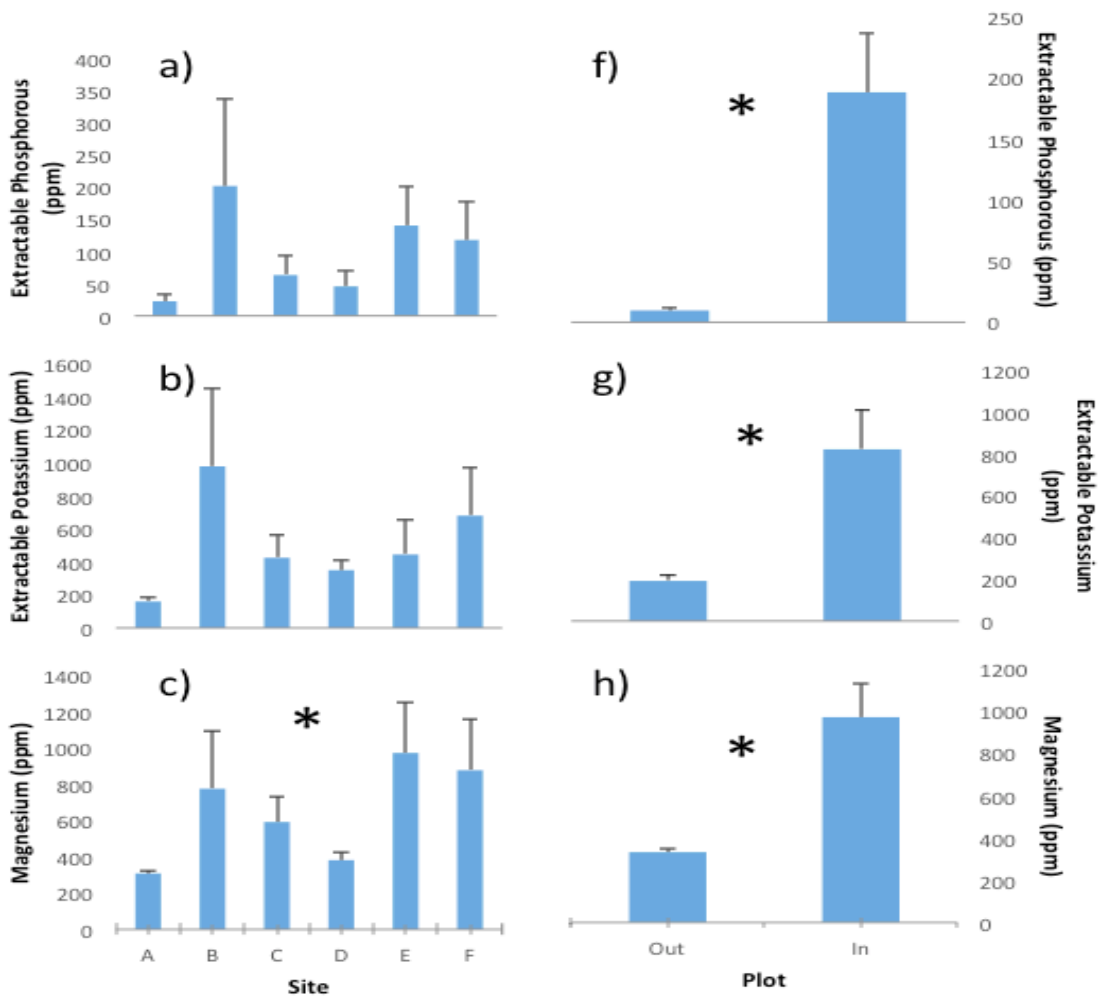 a)
Extractable Phosphorous
(ppm)
400
350
300
250
200
150
100
50
0
f)
*
250
200
150
100
50
0
Extractable Phosphorous (ppm)
b)
Extractable Potassium (ppm)
1600
1400
1200
1000
800
600
400
200
0
g)
*
1200
1000
800
600
400
200
0
Extractable Potassium
(ppm)
c)
*
Magnesium (ppm)
1400
1200
1000
800
600
400
200
0
A B C D E F
Site
h)
*
1200
1000
800
600
400
200
0
Magnesium (ppm)
Out In
Plot